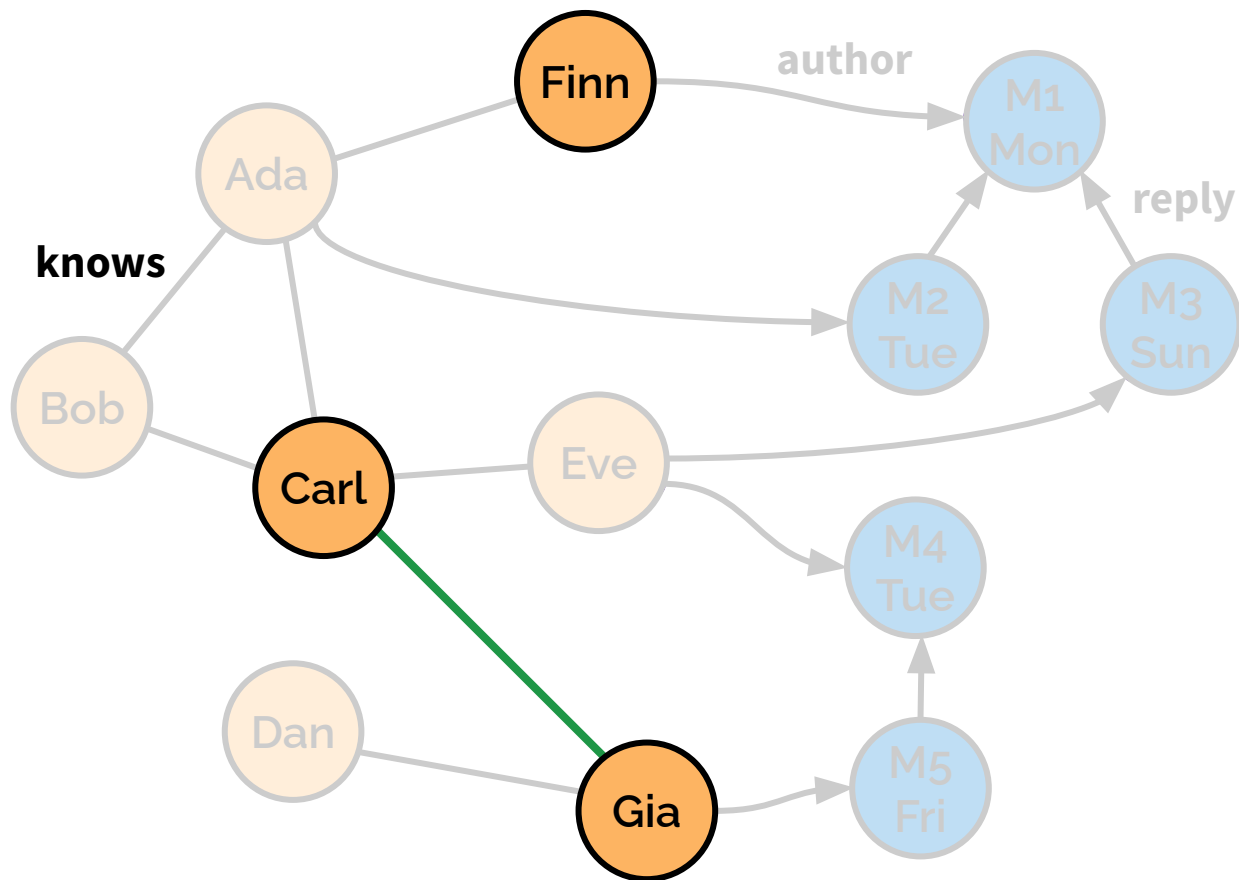 Finn
author
M1
Mon
Ada
reply
knows
M2
Tue
M3
Sun
Bob
Eve
Carl
M4
Tue
Dan
M5
Fri
Gia